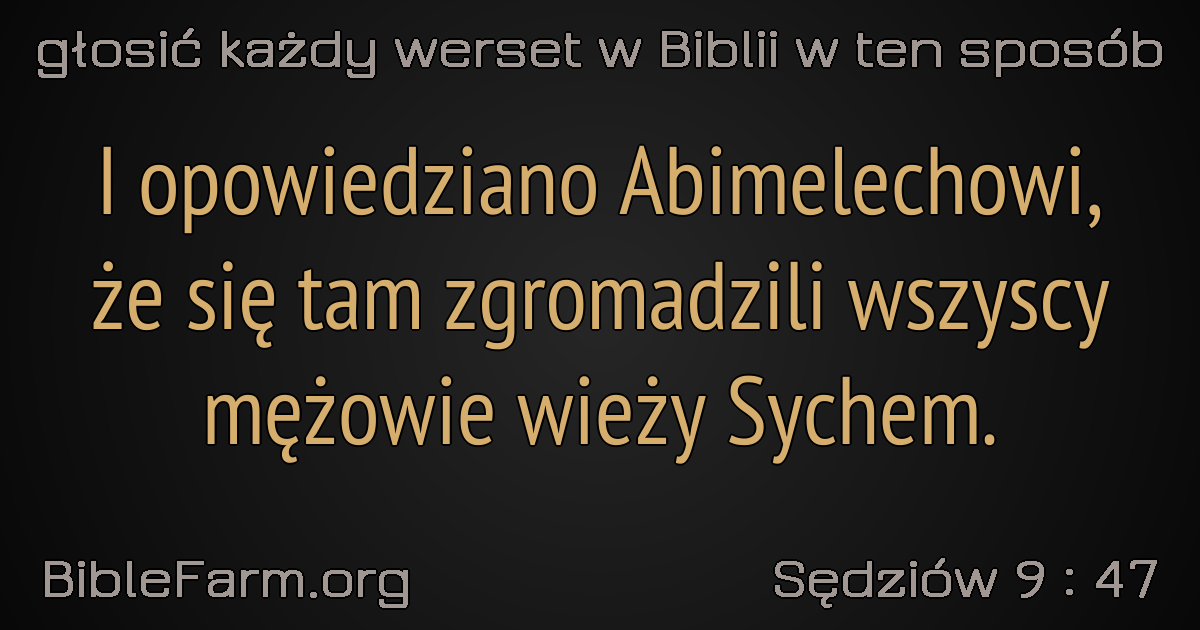 głosić każdy werset w Biblii w ten sposób
I opowiedziano Abimelechowi,
że się tam zgromadzili wszyscy
mężowie wieży Sychem.
BibleFarm.org
Sędziów 9 : 47